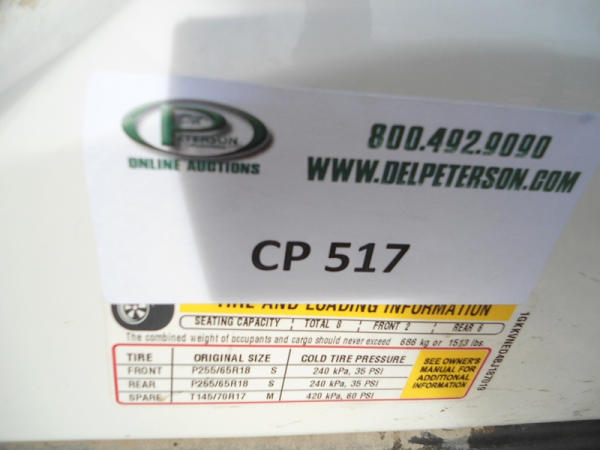 PETERSON
ONLINE AUCTIONS
800.492.9090
WWW.DELPETERSON.COM
CP 517
TIRE AND LOADING INFORMATION
SEATING CAPACITY TOTAL 8 FRONT 2 REAR 6
The combined weight of occupants and cargo should never exceed 686 kg or 1513 lbs.
TIRE ORIGINAL SIZE COLD TIRE PRESSURE
FRONT P255/65R18 S 240 kPa, 35 PSI
REAR P255/65R18 S 240 kPa, 35 PSI
SPARE T145/70R17 M 420 kPa, 60 PSI
SEE OWNER'S
MANUAL FOR
ADDITIONAL
INFORMATION